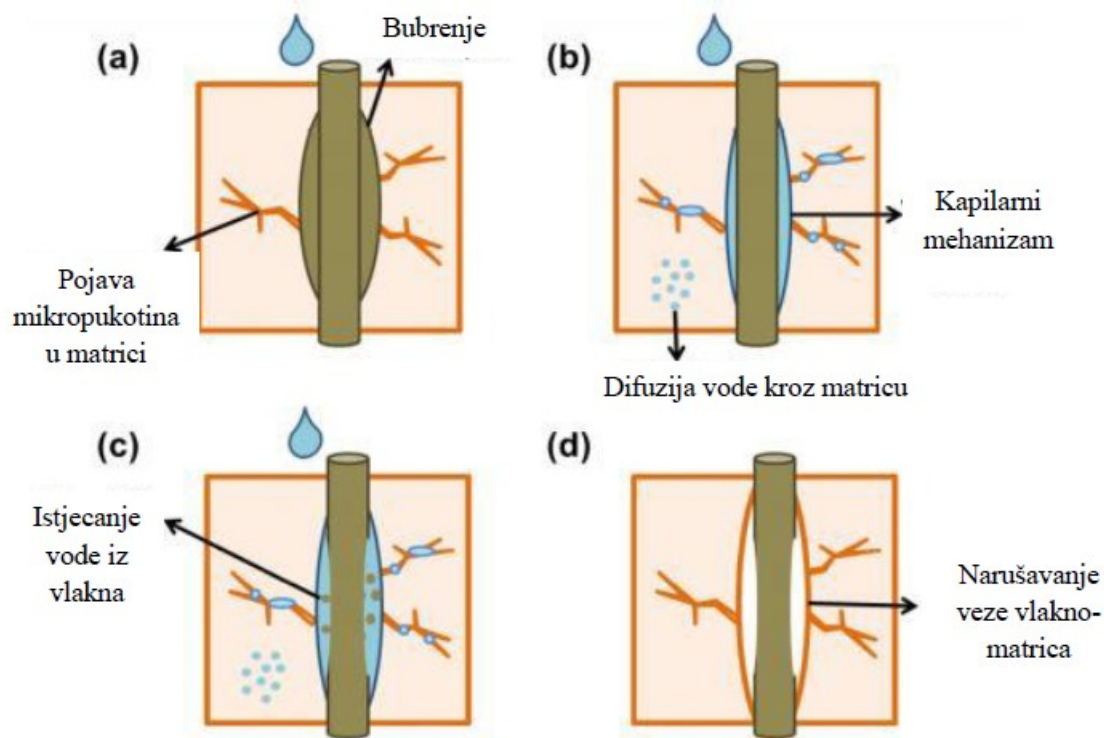 (a)
Bubrenje
Pojava
mikropukotina
u matrici
(b)
Kapilarni
mehanizam
Difuzija vode kroz matricu
(c)
Istjecanje
vode iz
vlakna
(d)
Narušavanje
veze vlakno-
matrica